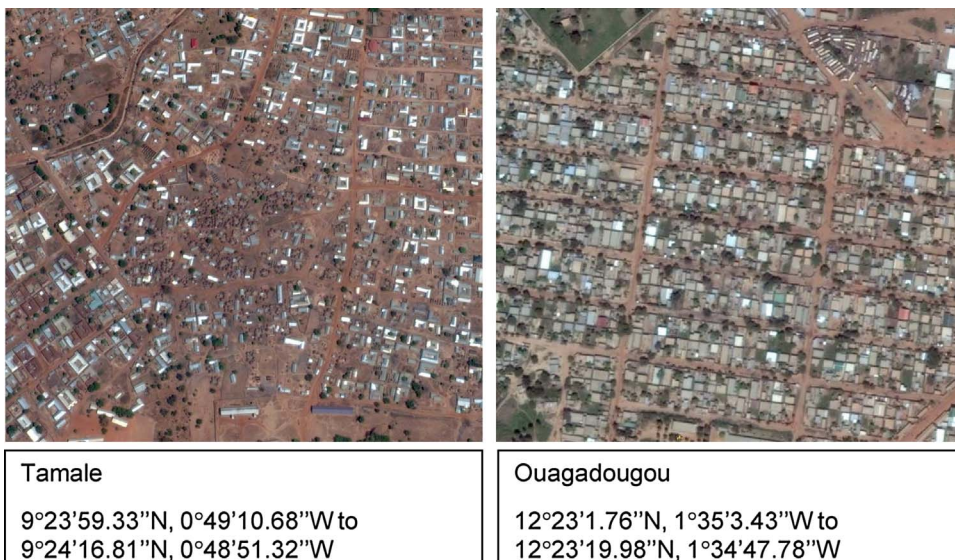 Tamale
9°23’59.33’’N, 0°49’10.68’’W to
9°24’16.81’’N, 0°48’51.32’’W
Ouagadougou
12°23’1.76’’N, 1°35’3.43’’W to
12°23’19.98’’N, 1°34’47.78’’W